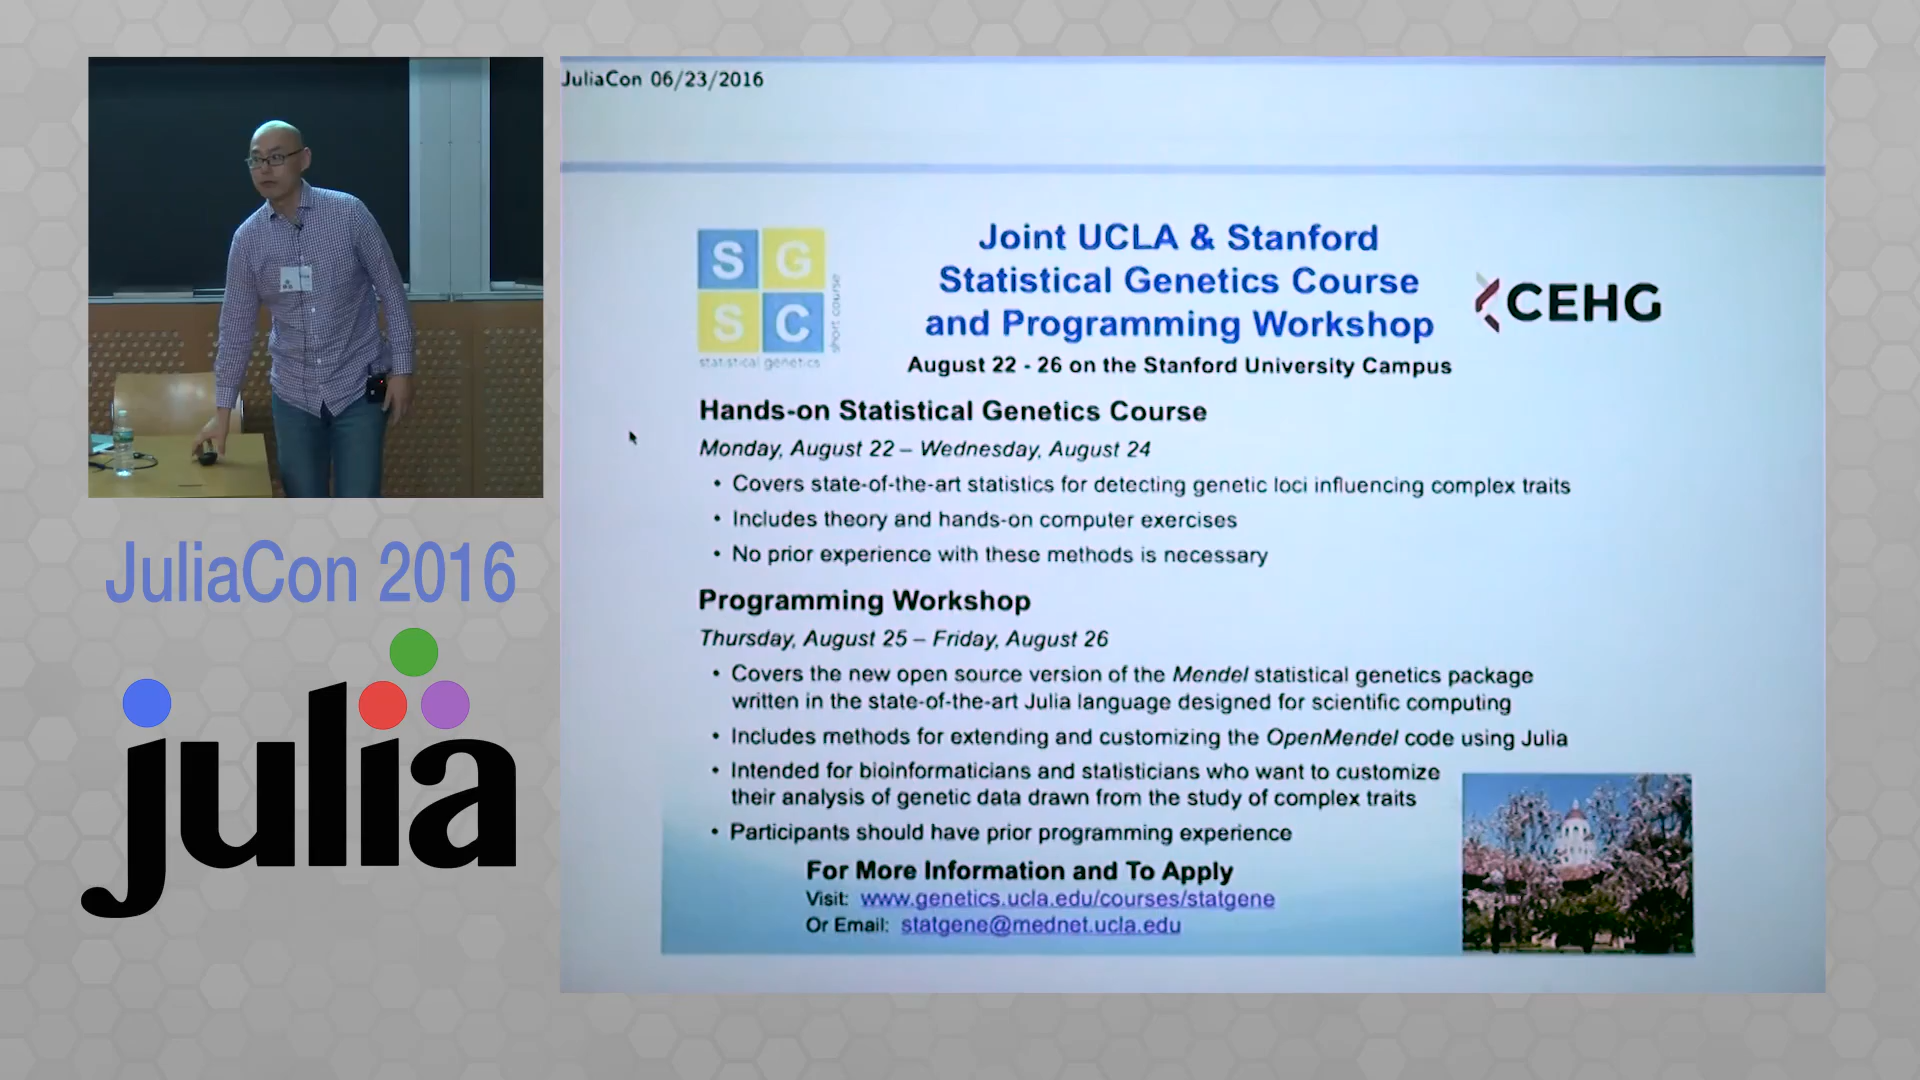 JuliaCon 06/23/2016
S G
S C
short course
statistical genetics
Joint UCLA & Stanford
Statistical Genetics Course
and Programming Workshop
CEHG
August 22 - 26 on the Stanford University Campus
Hands-on Statistical Genetics Course
Monday, August 22 – Wednesday, August 24
• Covers state-of-the-art statistics for detecting genetic loci influencing complex traits
• Includes theory and hands-on computer exercises
• No prior experience with these methods is necessary
Programming Workshop
Thursday, August 25 – Friday, August 26
• Covers the new open source version of the Mendel statistical genetics package
written in the state-of-the-art Julia language designed for scientific computing
• Includes methods for extending and customizing the OpenMendel code using Julia
• Intended for bioinformaticians and statisticians who want to customize
their analysis of genetic data drawn from the study of complex traits
• Participants should have prior programming experience
For More Information and To Apply
Visit: www.genetics.ucla.edu/courses/statgene
Or Email: statgene@mednet.ucla.edu
JuliaCon 2016
julia